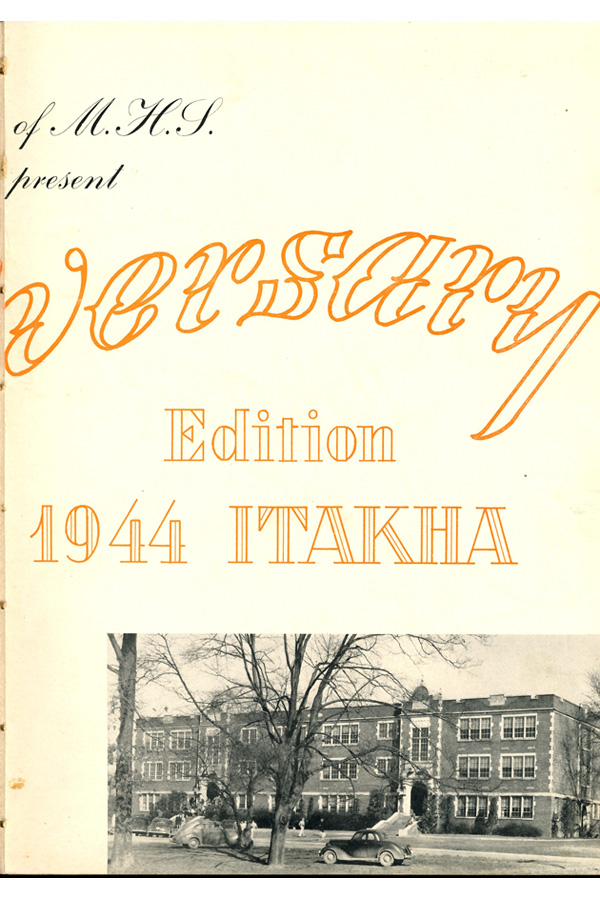 of M.H.S.
present
versary
Edition
1944 ITAKHA